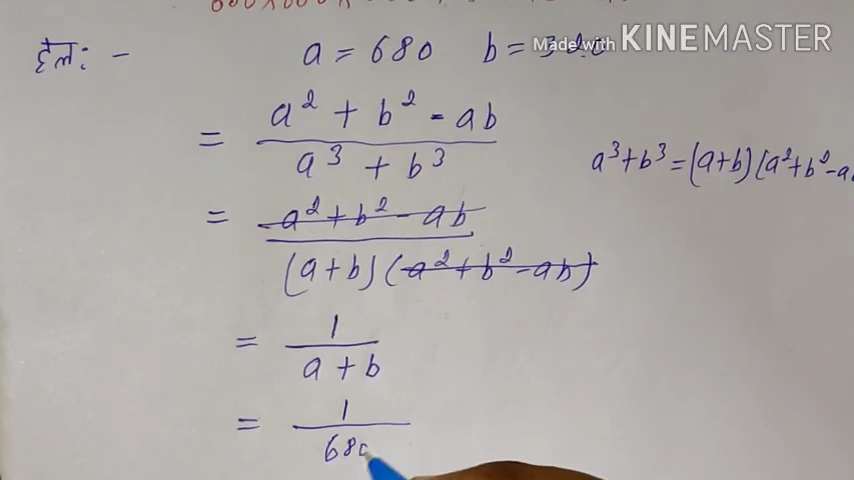 हल: - a = 680 b = 320
Made with KINEMASTER
= a² + b² - ab / a³ + b³
a³+b³=(a+b)(a²+b²-a
= a² + b² - ab / (a+b)(a²+b²-ab)
= 1 / a + b
= 1 / 680